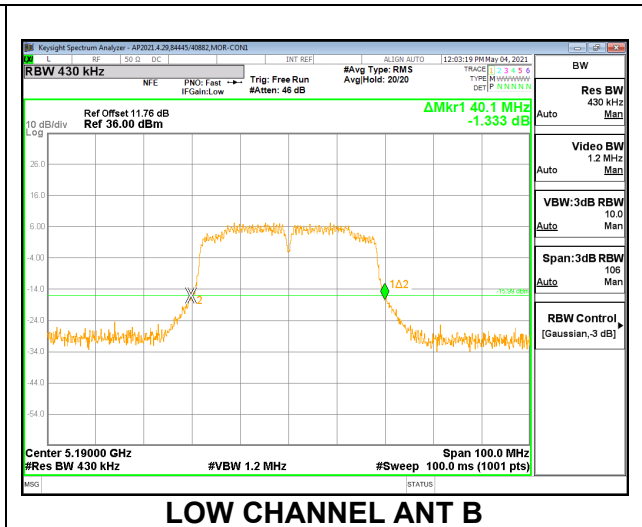 Keysight Spectrum Analyzer - AP2021.4.29,84445/40882,MOR-CON1
L RF 50 Ω DC INT REF ALIGN AUTO 12:03:19 PM May 04, 2021
RBW 430 kHz
NFE PNO: Fast IFGain:Low
Trig: Free Run #Atten: 46 dB
#Avg Type: RMS Avg|Hold: 20/20
TRACE 1 2 3 4 5 6
TYPE M WWWWW
DET P N N N N N
ΔMkr1 40.1 MHz
-1.333 dB
Ref Offset 11.76 dB
10 dB/div Ref 36.00 dBm
Log
26.0
16.0
6.00
-4.00
-14.0
-24.0
-34.0
-44.0
-54.0
1Δ2
X2
Center 5.19000 GHz Span 100.0 MHz
#Res BW 430 kHz #VBW 1.2 MHz #Sweep 100.0 ms (1001 pts)
MSG STATUS
BW
Res BW
430 kHz
Auto Man
Video BW
1.2 MHz
Auto Man
VBW:3dB RBW
10.0
Auto Man
Span:3dB RBW
106
Auto Man
RBW Control
[Gaussian,-3 dB]
LOW CHANNEL ANT B